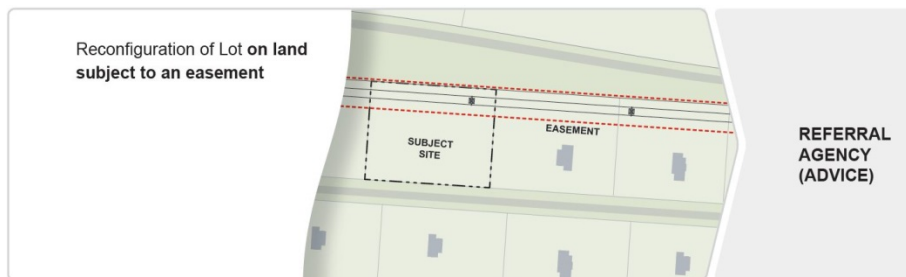 Reconfiguration of Lot on land
subject to an easement
EASEMENT
SUBJECT
SITE
REFERRAL
AGENCY
(ADVICE)